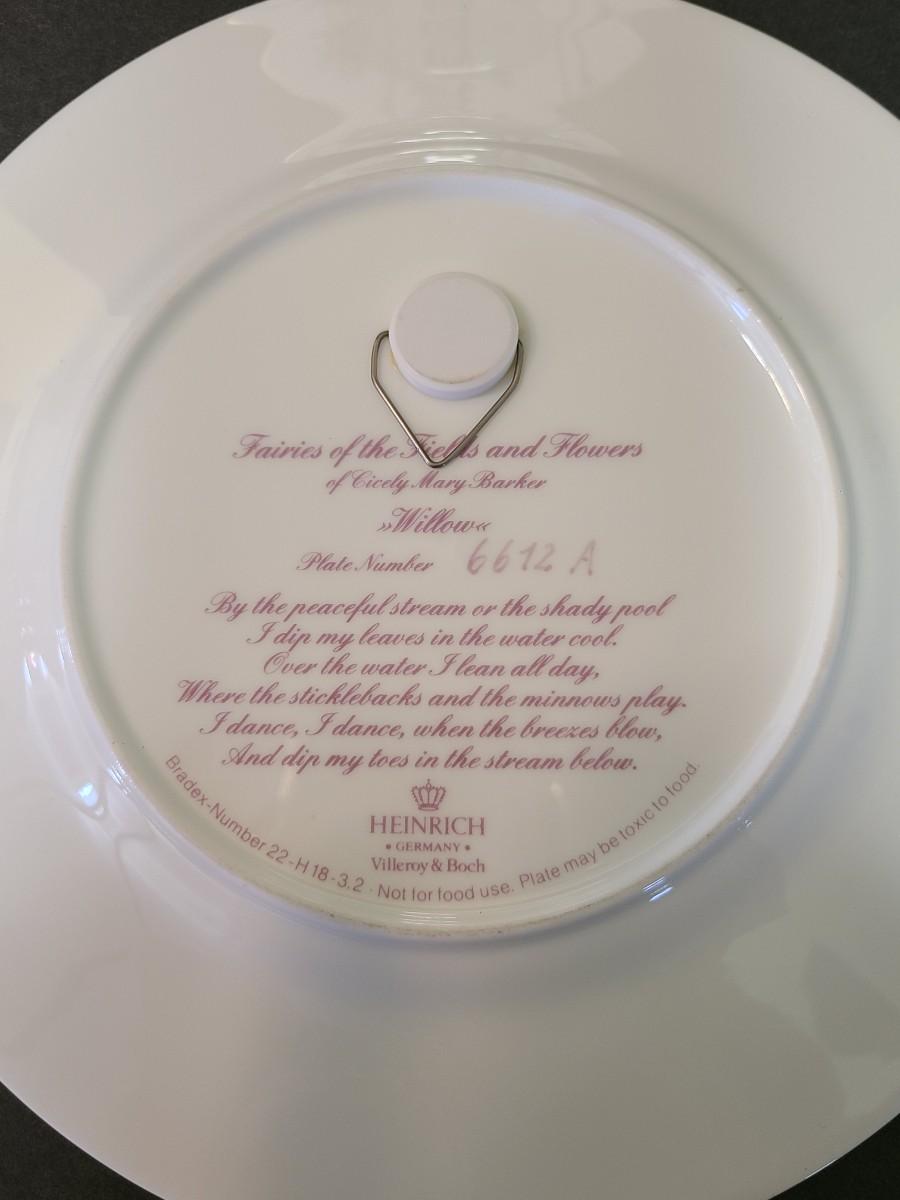 Fairies of the Fields and Flowers
of Cicely Mary Barker
»Willow«
Plate Number 6612 A
By the peaceful stream or the shady pool
I dip my leaves in the water cool.
Over the water I lean all day,
Where the sticklebacks and the minnows play.
I dance, I dance, when the breezes blow,
And dip my toes in the stream below.
HEINRICH
• GERMANY •
Villeroy & Boch
Bradex-Number 22-H18-3.2 · Not for food use. Plate may be toxic to food.